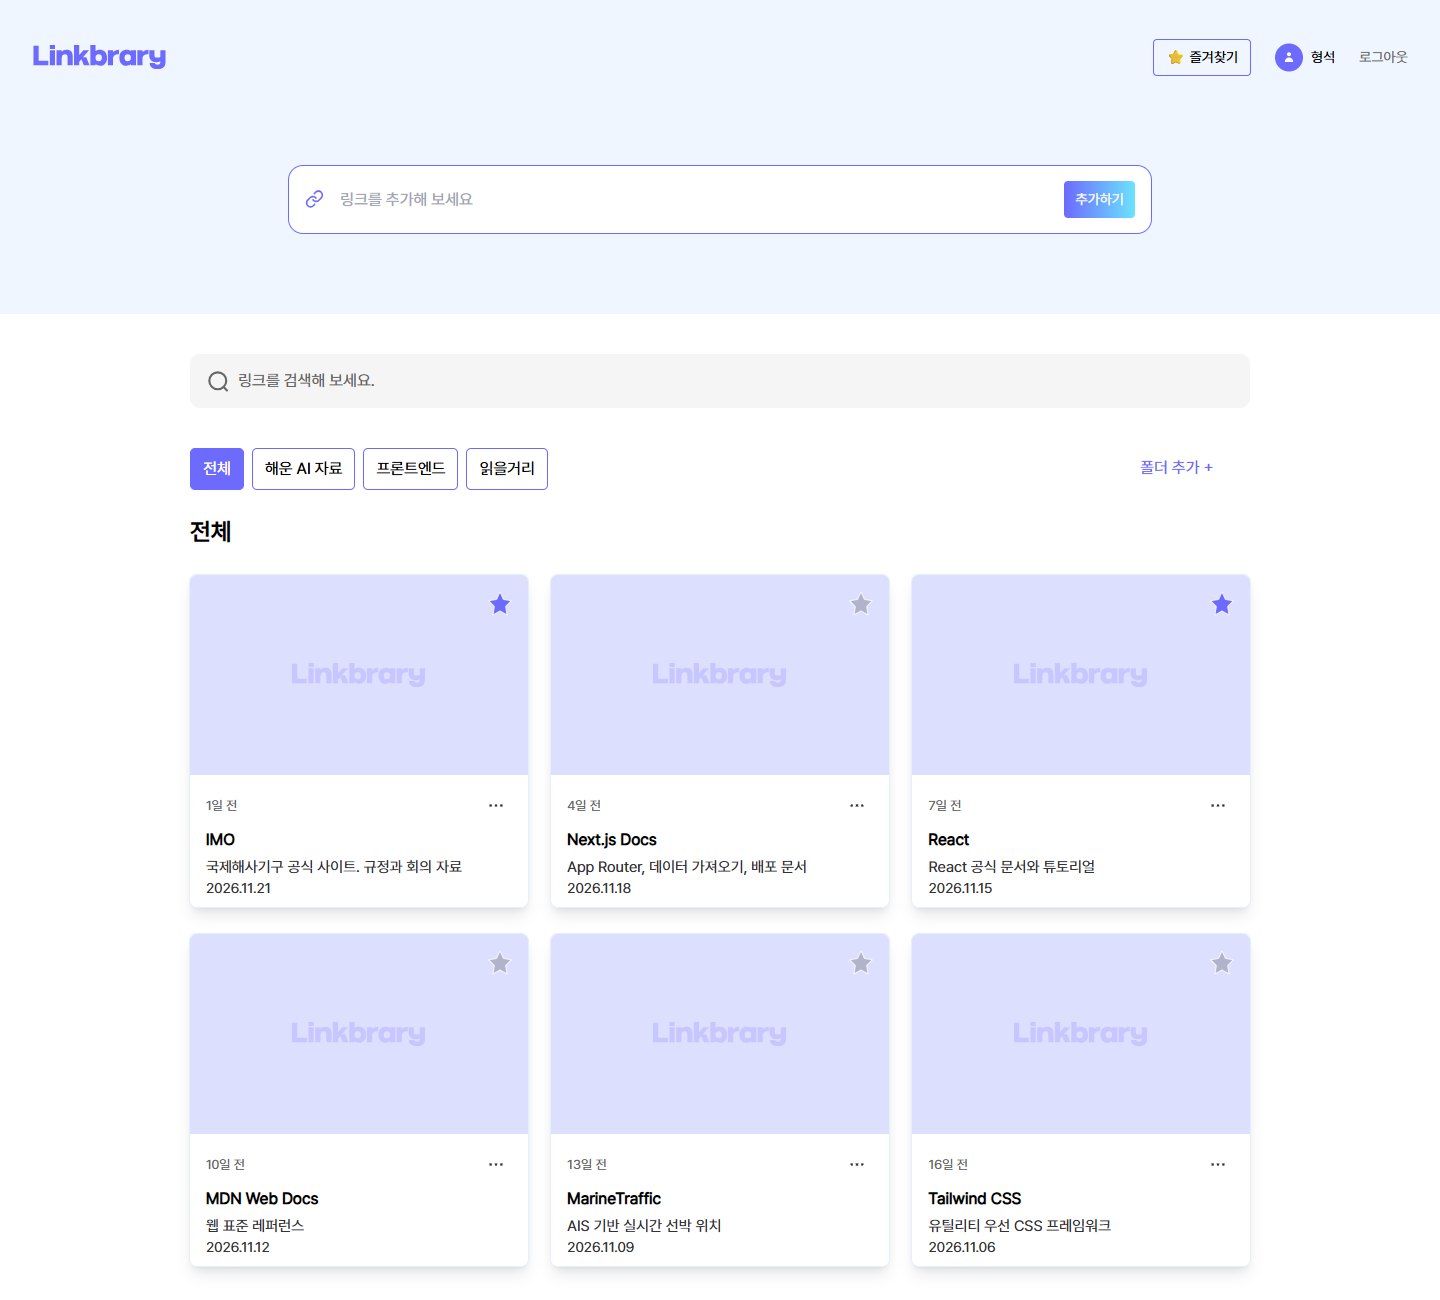 Linkbrary
즐겨찾기
형석
로그아웃
링크를 추가해 보세요
추가하기
링크를 검색해 보세요.
전체
해운 AI 자료
프론트엔드
읽을거리
폴더 추가 +
전체
Linkbrary
Linkbrary
Linkbrary
1일 전
IMO
국제해사기구 공식 사이트. 규정과 회의 자료
2026.11.21
4일 전
Next.js Docs
App Router, 데이터 가져오기, 배포 문서
2026.11.18
7일 전
React
React 공식 문서와 튜토리얼
2026.11.15
Linkbrary
Linkbrary
Linkbrary
10일 전
MDN Web Docs
웹 표준 레퍼런스
2026.11.12
13일 전
MarineTraffic
AIS 기반 실시간 선박 위치
2026.11.09
16일 전
Tailwind CSS
유틸리티 우선 CSS 프레임워크
2026.11.06